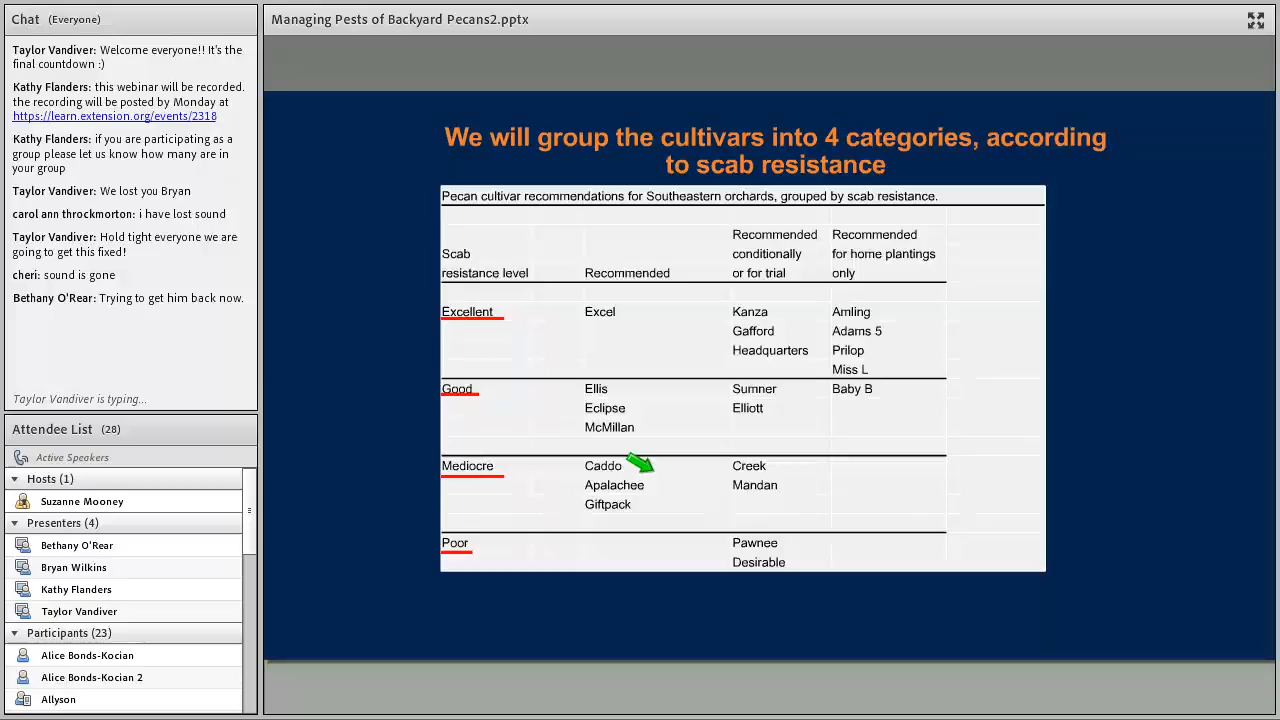 Chat (Everyone)
Taylor Vandiver: Welcome everyone!! It's the
final countdown :)
Kathy Flanders: this webinar will be recorded.
the recording will be posted by Monday at
https://learn.extension.org/events/2318
Kathy Flanders: if you are participating as a
group please let us know how many are in
your group
Taylor Vandiver: We lost you Bryan
carol ann throckmorton: i have lost sound
Taylor Vandiver: Hold tight everyone we are
going to get this fixed!
cheri: sound is gone
Bethany O'Rear: Trying to get him back now.
Taylor Vandiver is typing...
Attendee List (28)
Active Speakers
Hosts (1)
Suzanne Mooney
Presenters (4)
Bethany O'Rear
Bryan Wilkins
Kathy Flanders
Taylor Vandiver
Participants (23)
Alice Bonds-Kocian
Alice Bonds-Kocian 2
Allyson
Managing Pests of Backyard Pecans2.pptx
We will group the cultivars into 4 categories, according
to scab resistance
Pecan cultivar recommendations for Southeastern orchards, grouped by scab resistance.
Recommended Recommended
Scab conditionally for home plantings
resistance level Recommended or for trial only
Excellent Excel Kanza Amling
Gafford Adams 5
Headquarters Prilop
Miss L
Good Ellis Sumner Baby B
Eclipse Elliott
McMillan
Mediocre Caddo Creek
Apalachee Mandan
Giftpack
Poor Pawnee
Desirable